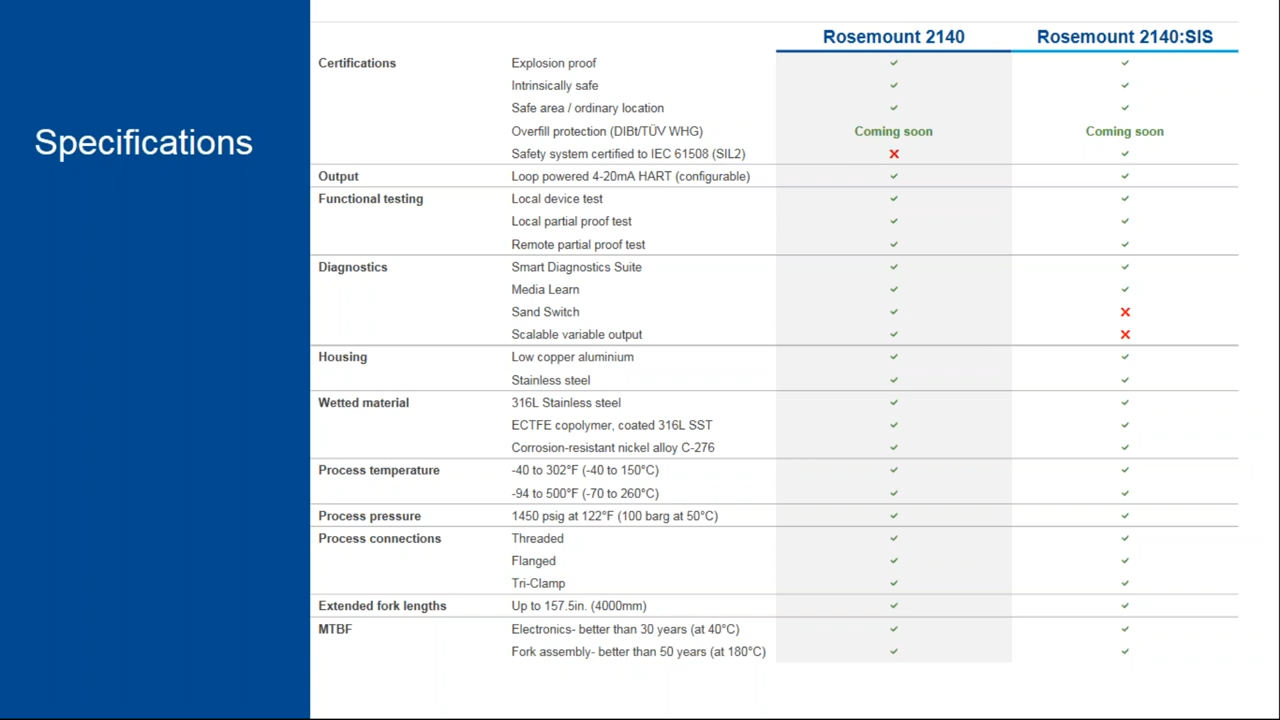 Specifications
Rosemount 2140 Rosemount 2140:SIS
Certifications Explosion proof ✓ ✓
Intrinsically safe ✓ ✓
Safe area / ordinary location ✓ ✓
Overfill protection (DIBt/TÜV WHG) Coming soon Coming soon
Safety system certified to IEC 61508 (SIL2) ✗ ✓
Output Loop powered 4-20mA HART (configurable) ✓ ✓
Functional testing Local device test ✓ ✓
Local partial proof test ✓ ✓
Remote partial proof test ✓ ✓
Diagnostics Smart Diagnostics Suite ✓ ✓
Media Learn ✓ ✓
Sand Switch ✓ ✗
Scalable variable output ✓ ✗
Housing Low copper aluminium ✓ ✓
Stainless steel ✓ ✓
Wetted material 316L Stainless steel ✓ ✓
ECTFE copolymer, coated 316L SST ✓ ✓
Corrosion-resistant nickel alloy C-276 ✓ ✓
Process temperature -40 to 302°F (-40 to 150°C) ✓ ✓
-94 to 500°F (-70 to 260°C) ✓ ✓
Process pressure 1450 psig at 122°F (100 barg at 50°C) ✓ ✓
Process connections Threaded ✓ ✓
Flanged ✓ ✓
Tri-Clamp ✓ ✓
Extended fork lengths Up to 157.5in. (4000mm) ✓ ✓
MTBF Electronics- better than 30 years (at 40°C) ✓ ✓
Fork assembly- better than 50 years (at 180°C) ✓ ✓